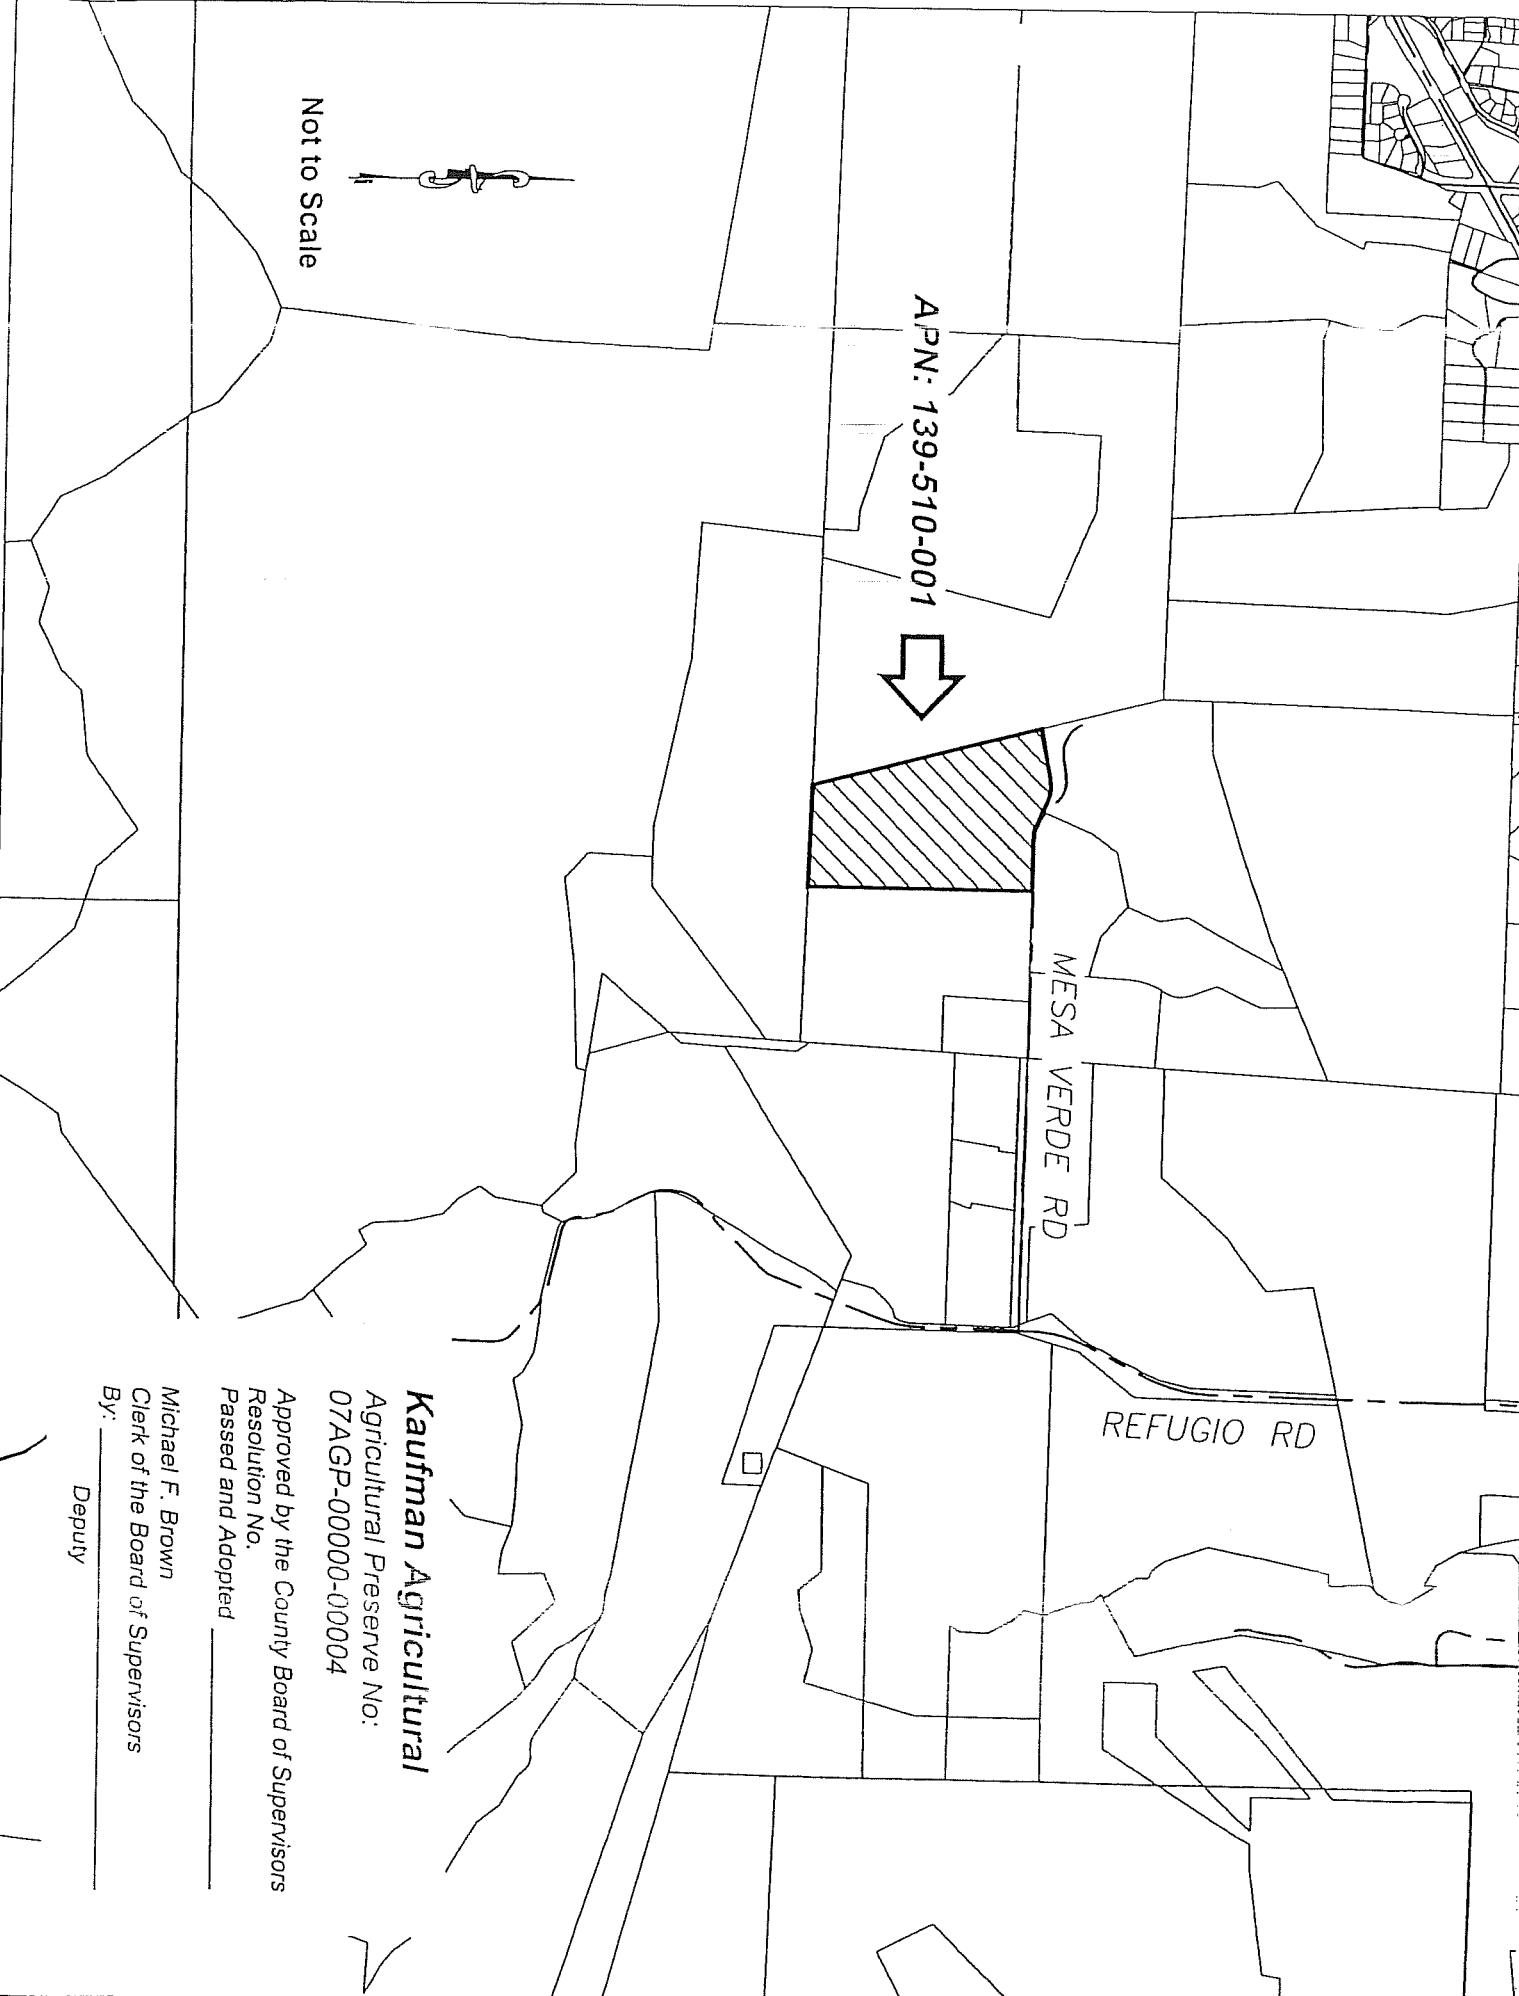 REFUGIO RD
MESA VERDE RD
APN: 139-510-001
Not to Scale
Kaufman Agricultural
Agricultural Preserve No:
07AGP-00000-00004
Approved by the County Board of Supervisors
Resolution No.
Passed and Adopted
Michael F. Brown
Clerk of the Board of Supervisors
By:
Deputy